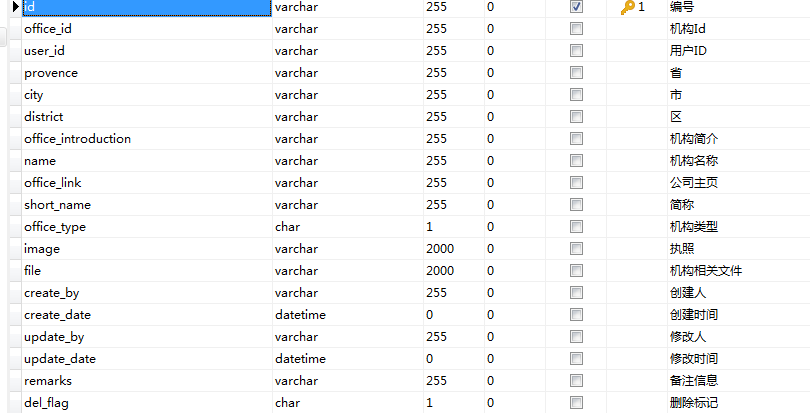 id varchar 255 0 1 编号
office_id varchar 255 0 机构Id
user_id varchar 255 0 用户ID
provence varchar 255 0 省
city varchar 255 0 市
district varchar 255 0 区
office_introduction varchar 255 0 机构简介
name varchar 255 0 机构名称
office_link varchar 255 0 公司主页
short_name varchar 255 0 简称
office_type char 1 0 机构类型
image varchar 2000 0 执照
file varchar 2000 0 机构相关文件
create_by varchar 255 0 创建人
create_date datetime 0 0 创建时间
update_by varchar 255 0 修改人
update_date datetime 0 0 修改时间
remarks varchar 255 0 备注信息
del_flag char 1 0 删除标记